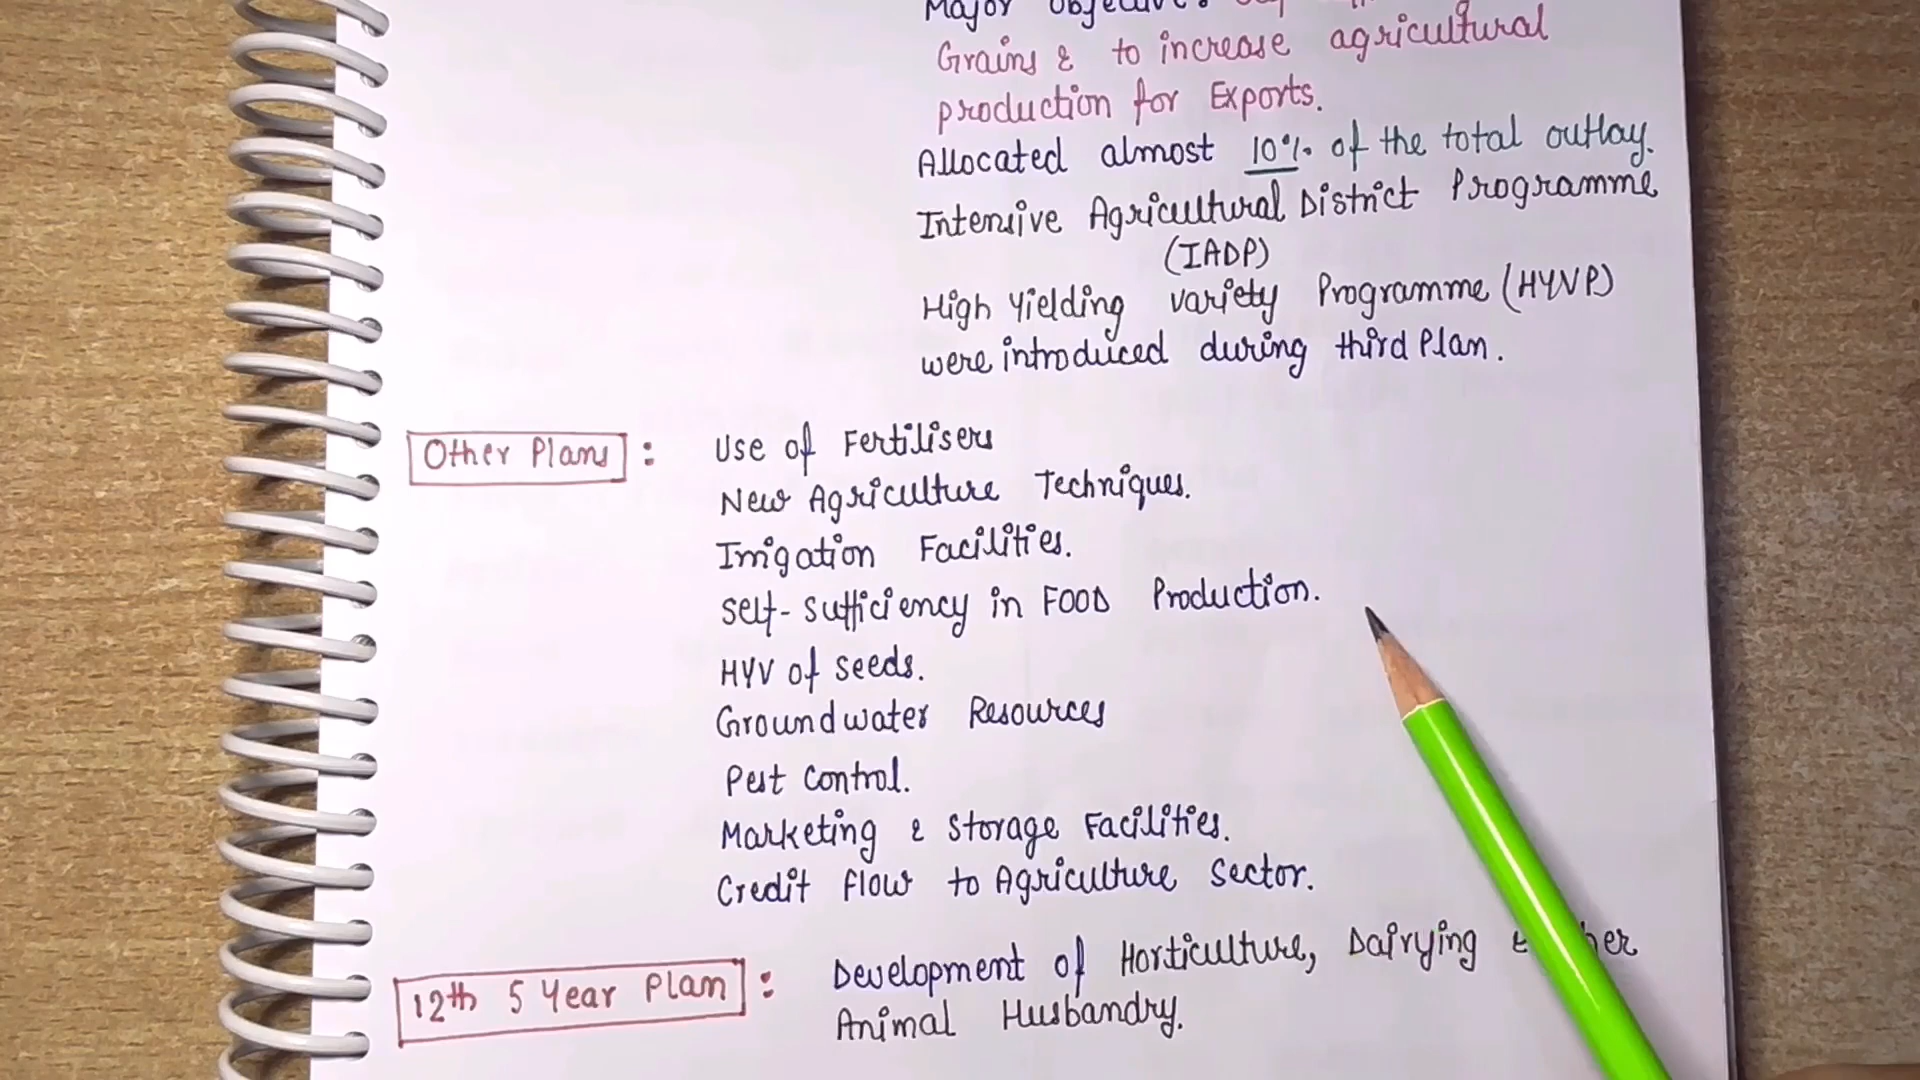 Major Objective:
Grains & to increase agricultural
production for Exports.
Allocated almost 10% of the total outlay.
Intensive Agricultural District Programme
(IADP)
High Yielding variety Programme (HYVP)
were introduced during third Plan.
Other Plans : Use of Fertilisers
New Agriculture Techniques.
Irrigation Facilities.
Self-Sufficiency in FOOD Production.
HYV of seeds.
Groundwater Resources
Pest Control.
Marketing & Storage Facilities.
Credit flow to Agriculture Sector.
12th 5 Year Plan : Development of Horticulture, Dairying
Animal Husbandry.